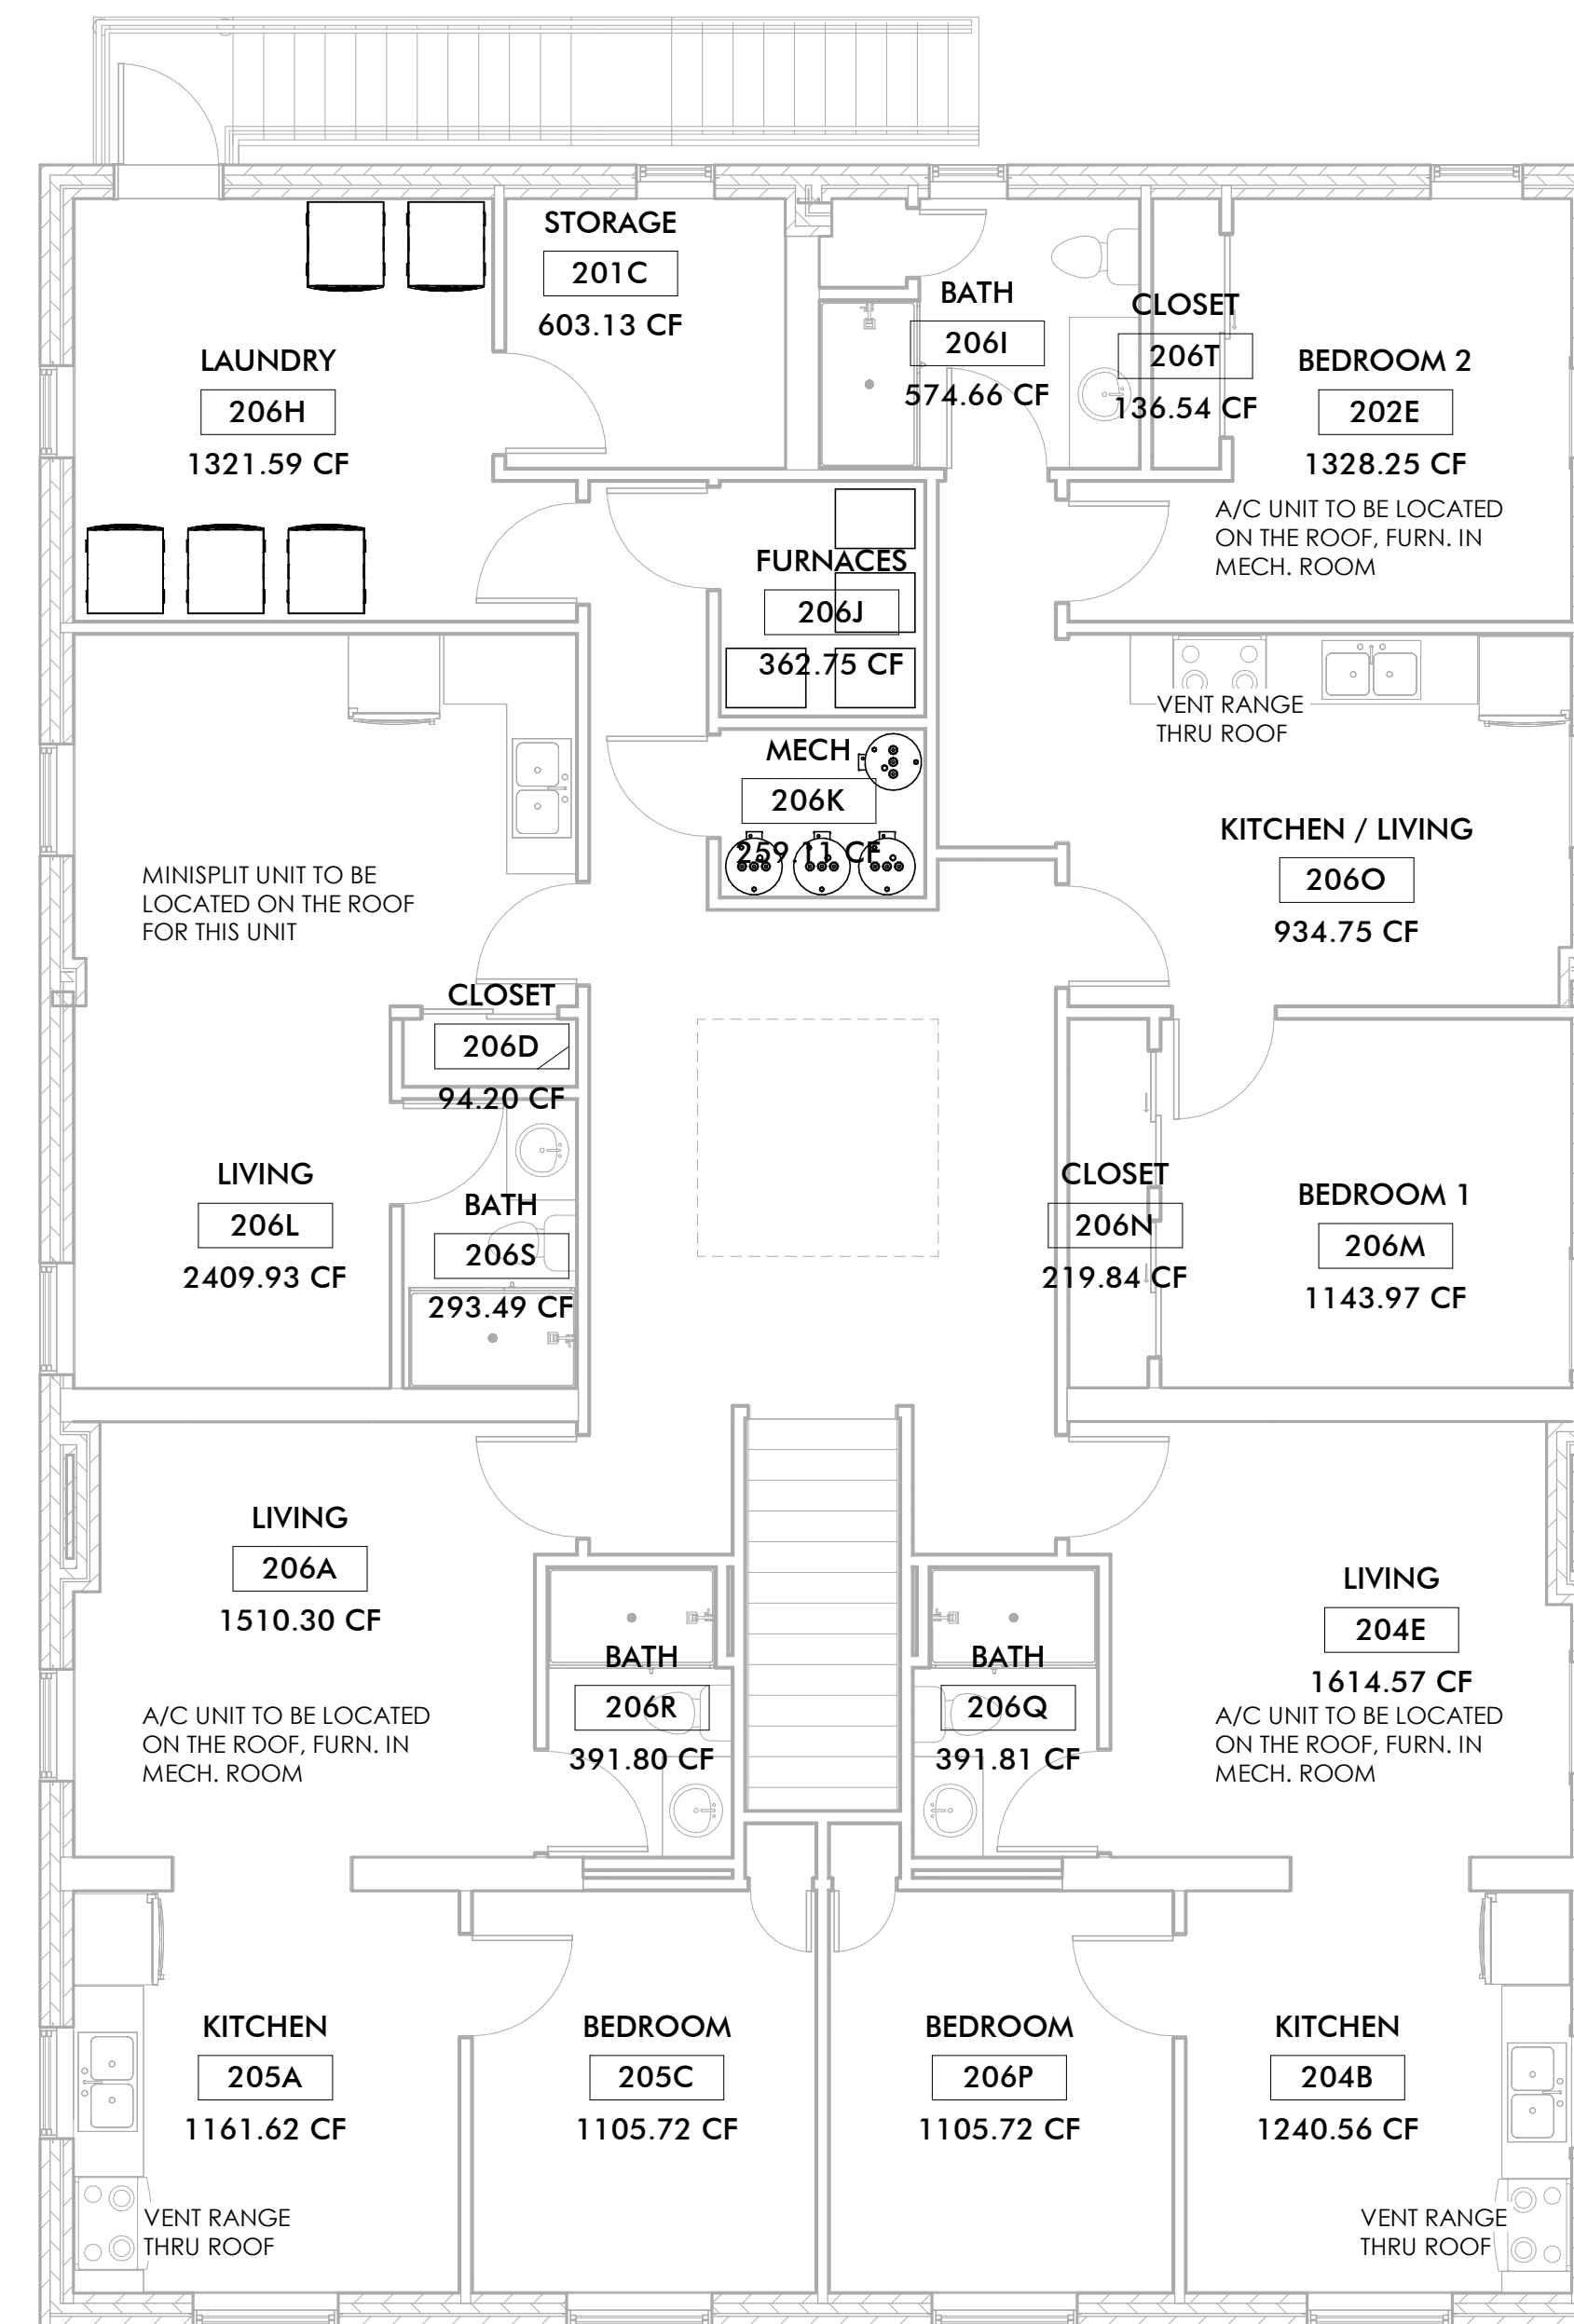 STORAGE
201C
603.13 CF
BATH
206I
574.66 CF
CLOSET
206T
136.54 CF
LAUNDRY
206H
1321.59 CF
BEDROOM 2
202E
1328.25 CF
A/C UNIT TO BE LOCATED
ON THE ROOF, FURN. IN
MECH. ROOM
FURNACES
206J
362.75 CF
VENT RANGE
THRU ROOF
MECH
206K
259.11 CF
KITCHEN / LIVING
206O
934.75 CF
MINISPLIT UNIT TO BE
LOCATED ON THE ROOF
FOR THIS UNIT
CLOSET
206D
94.20 CF
LIVING
206L
2409.93 CF
BATH
206S
293.49 CF
CLOSET
206N
219.84 CF
BEDROOM 1
206M
1143.97 CF
LIVING
206A
1510.30 CF
LIVING
204E
1614.57 CF
BATH
206R
391.80 CF
BATH
206Q
391.81 CF
A/C UNIT TO BE LOCATED
ON THE ROOF, FURN. IN
MECH. ROOM
A/C UNIT TO BE LOCATED
ON THE ROOF, FURN. IN
MECH. ROOM
KITCHEN
205A
1161.62 CF
BEDROOM
205C
1105.72 CF
BEDROOM
206P
1105.72 CF
KITCHEN
204B
1240.56 CF
VENT RANGE
THRU ROOF
VENT RANGE
THRU ROOF